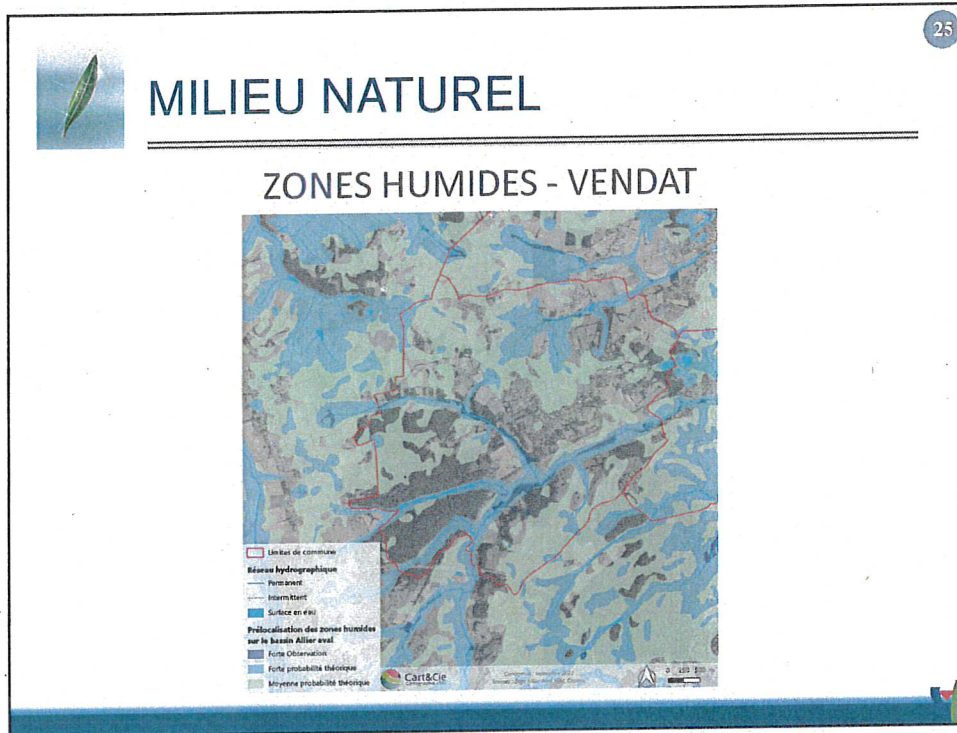 25
MILIEU NATUREL
ZONES HUMIDES - VENDAT
Limites de commune
Réseau hydrographique
Permanent
Intermittent
Surface en eau
Prélocalisation des zones humides
sur le bassin Allier aval
Forte Observation
Forte probabilité théorique
Moyenne probabilité théorique
Cart&Cie